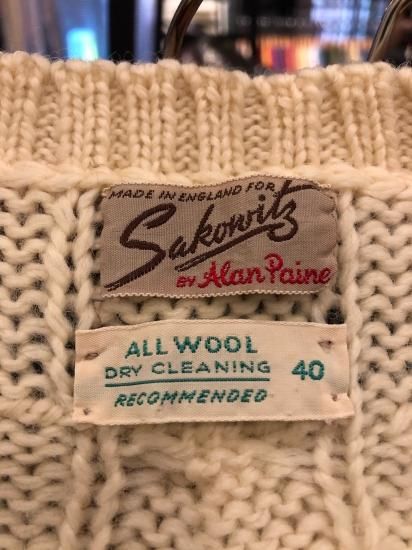 MADE IN ENGLAND FOR
Sakowitz
BY Alan Paine
ALL WOOL
DRY CLEANING 40
RECOMMENDED